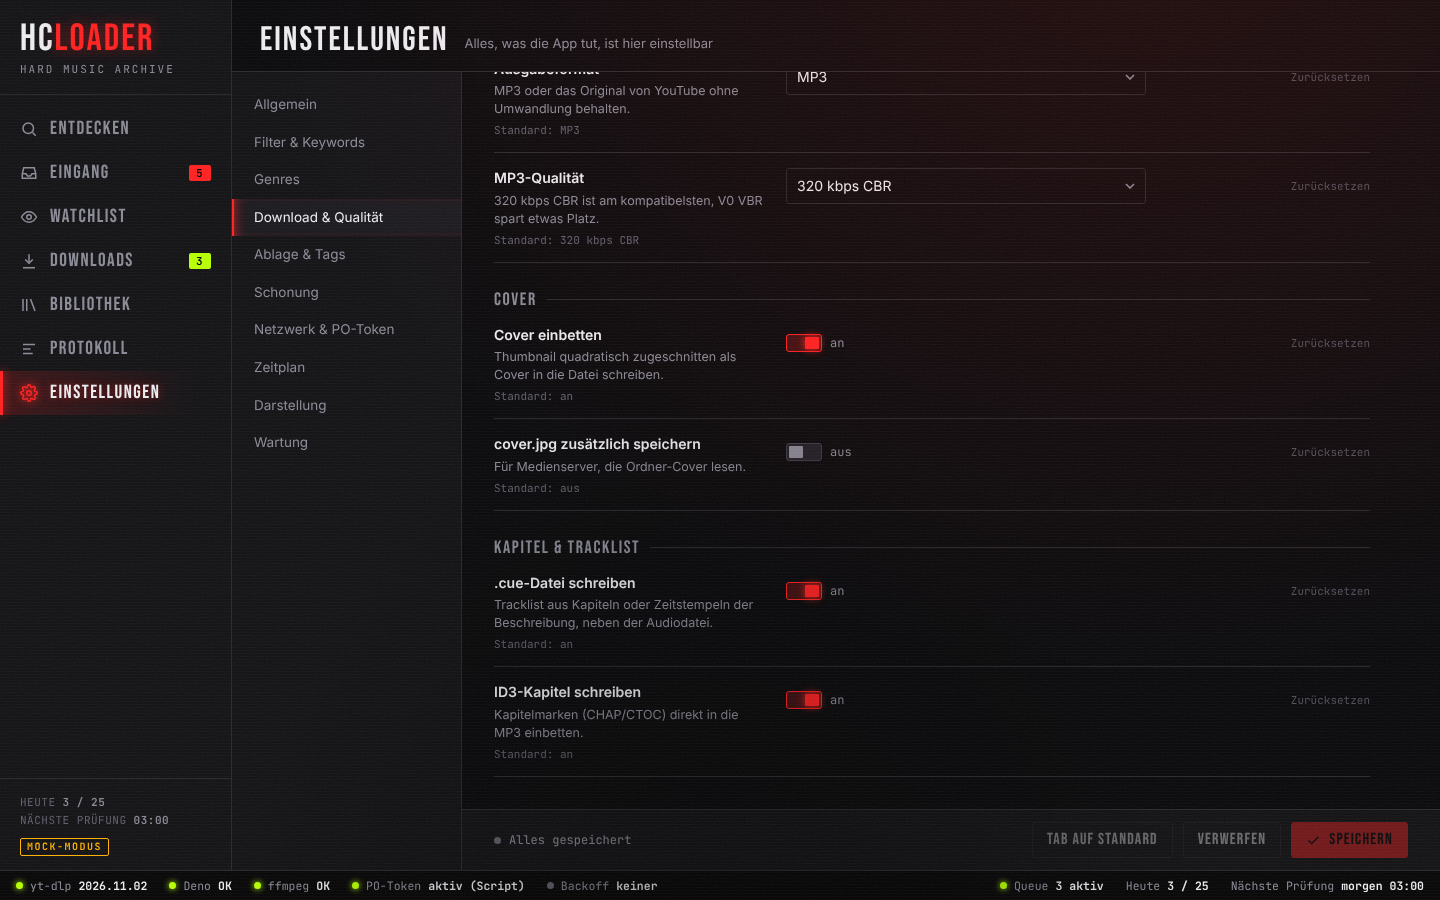 HCLOADER
HARD MUSIC ARCHIVE
ENTDECKEN
EINGANG 5
WATCHLIST
DOWNLOADS 3
BIBLIOTHEK
PROTOKOLL
EINSTELLUNGEN
HEUTE 3 / 25
NÄCHSTE PRÜFUNG 03:00
MOCK-MODUS
EINSTELLUNGEN Alles, was die App tut, ist hier einstellbar
Allgemein
Filter & Keywords
Genres
Download & Qualität
Ablage & Tags
Schonung
Netzwerk & PO-Token
Zeitplan
Darstellung
Wartung
Ausgabeformat
MP3 Zurücksetzen
MP3 oder das Original von YouTube ohne
Umwandlung behalten.
Standard: MP3
MP3-Qualität
320 kbps CBR Zurücksetzen
320 kbps CBR ist am kompatibelsten, V0 VBR
spart etwas Platz.
Standard: 320 kbps CBR
COVER
Cover einbetten
an Zurücksetzen
Thumbnail quadratisch zugeschnitten als
Cover in die Datei schreiben.
Standard: an
cover.jpg zusätzlich speichern
aus Zurücksetzen
Für Medienserver, die Ordner-Cover lesen.
Standard: aus
KAPITEL & TRACKLIST
.cue-Datei schreiben
an Zurücksetzen
Tracklist aus Kapiteln oder Zeitstempeln der
Beschreibung, neben der Audiodatei.
Standard: an
ID3-Kapitel schreiben
an Zurücksetzen
Kapitelmarken (CHAP/CTOC) direkt in die
MP3 einbetten.
Standard: an
Alles gespeichert TAB AUF STANDARD VERWERFEN SPEICHERN
yt-dlp 2026.11.02 Deno OK ffmpeg OK PO-Token aktiv (Script) Backoff keiner Queue 3 aktiv Heute 3 / 25 Nächste Prüfung morgen 03:00